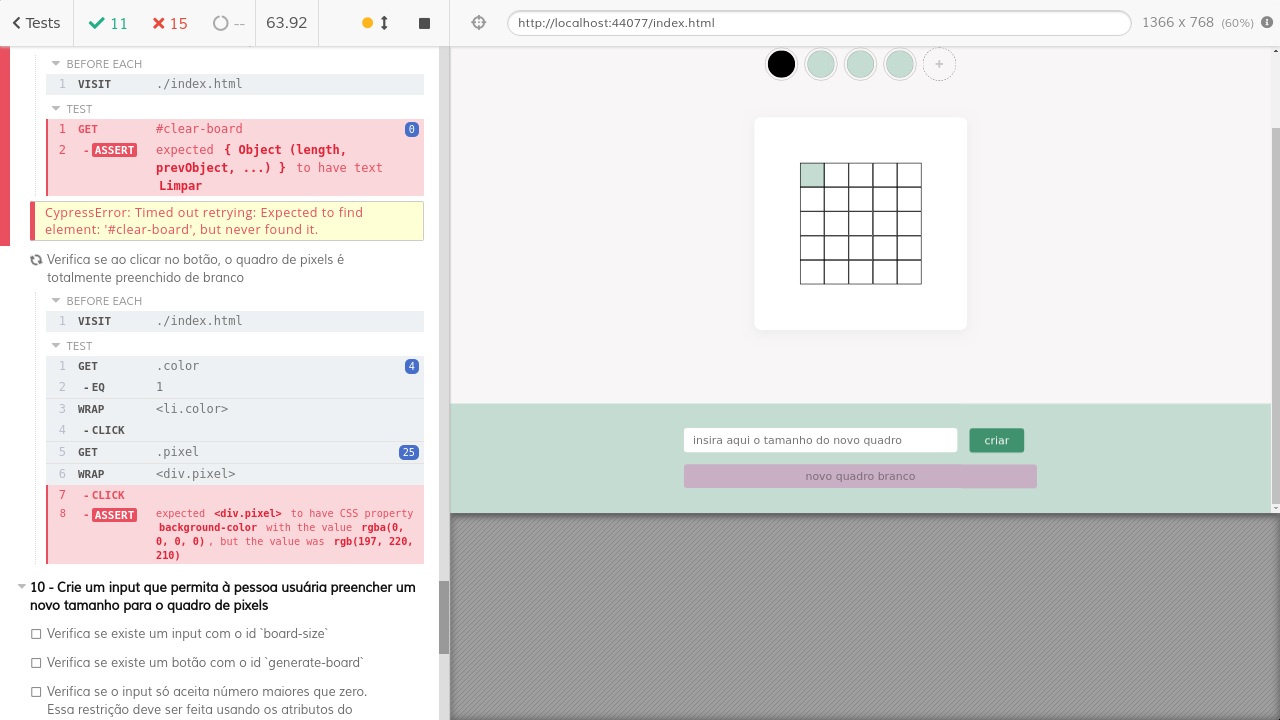 Tests 11 15 -- 63.92
http://localhost:44077/index.html
1366 x 768 (60%)
BEFORE EACH
1 VISIT ./index.html
TEST
1 GET #clear-board 0
2 - ASSERT expected { Object (length,
prevObject, ...) } to have text
Limpar
CypressError: Timed out retrying: Expected to find
element: '#clear-board', but never found it.
Verifica se ao clicar no botão, o quadro de pixels é
totalmente preenchido de branco
BEFORE EACH
1 VISIT ./index.html
TEST
1 GET .color 4
2 - EQ 1
3 WRAP <li.color>
4 - CLICK
5 GET .pixel 25
6 WRAP <div.pixel>
7 - CLICK
8 - ASSERT expected <div.pixel> to have CSS property
background-color with the value rgba(0,
0, 0, 0) , but the value was rgb(197, 220,
210)
10 - Crie um input que permita à pessoa usuária preencher um
novo tamanho para o quadro de pixels
Verifica se existe um input com o id `board-size`
Verifica se existe um botão com o id `generate-board`
Verifica se o input só aceita número maiores que zero.
Essa restrição deve ser feita usando os atributos do
+
insira aqui o tamanho do novo quadro
criar
novo quadro branco